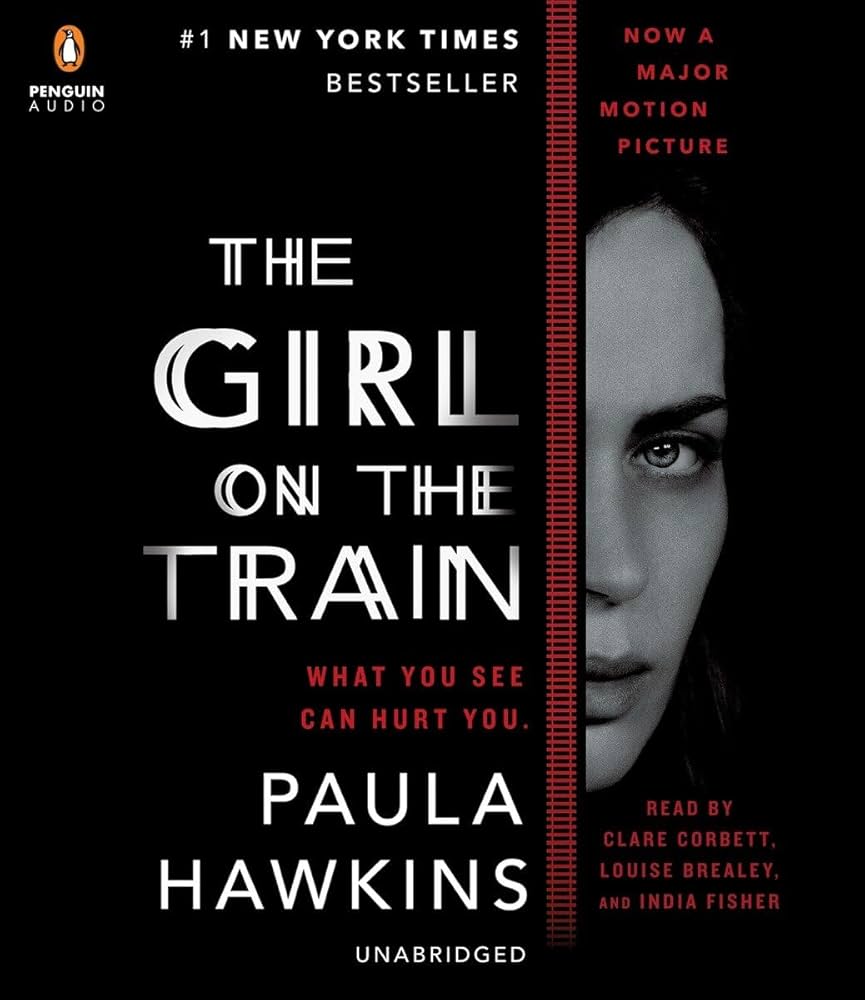 PENGUIN
AUDIO
#1 NEW YORK TIMES
BESTSELLER
NOW A
MAJOR
MOTION
PICTURE
THE
GIRL
ON THE
TRAIN
WHAT YOU SEE
CAN HURT YOU.
PAULA
HAWKINS
UNABRIDGED
READ BY
CLARE CORBETT,
LOUISE BREALEY,
AND INDIA FISHER